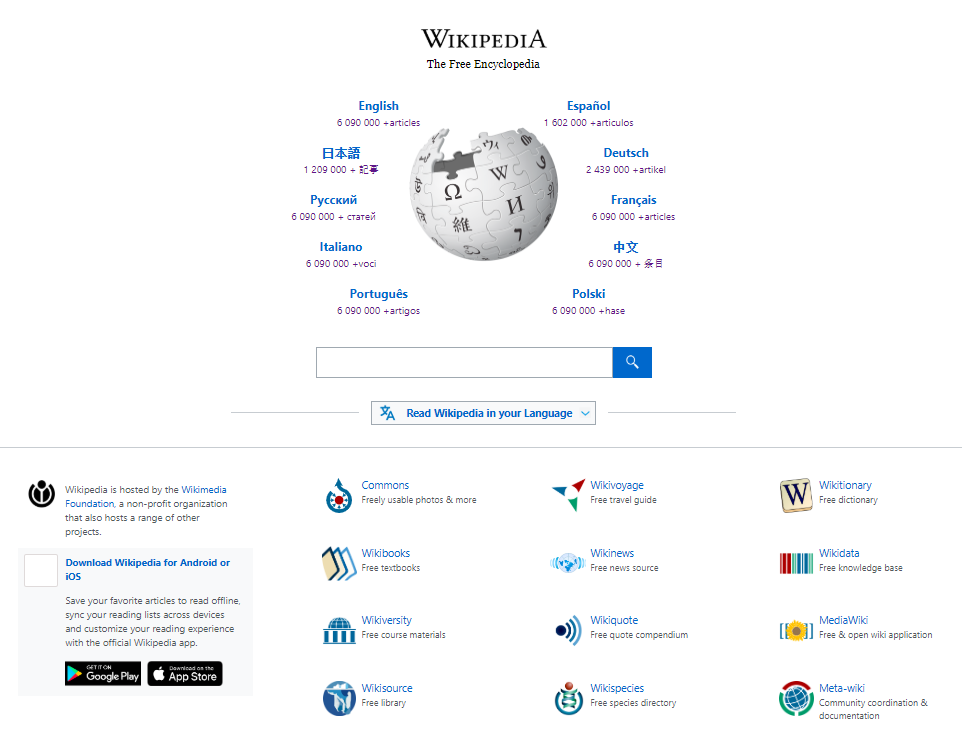 WIKIPEDIA
The Free Encyclopedia
English
6 090 000 +articles
Español
1 602 000 +articulos
日本語
1 209 000 + 記事
Deutsch
2 439 000 +artikel
Русский
6 090 000 + статей
Français
6 090 000 +articles
Italiano
6 090 000 +voci
中文
6 090 000 + 条目
Português
6 090 000 +artigos
Polski
6 090 000 +hase
Ω
W
И
維
Read Wikipedia in your Language
Wikipedia is hosted by the Wikimedia
Foundation, a non-profit organization
that also hosts a range of other
projects.
Download Wikipedia for Android or
iOS
Save your favorite articles to read offline,
sync your reading lists across devices
and customize your reading experience
with the official Wikipedia app.
GET IT ON
Google Play
Download on the
App Store
Commons
Freely usable photos & more
Wikivoyage
Free travel guide
W
Wikitionary
Free dictionary
Wikibooks
Free textbooks
Wikinews
Free news source
Wikidata
Free knowledge base
Wikiversity
Free course materials
Wikiquote
Free quote compendium
MediaWiki
Free & open wiki application
Wikisource
Free library
Wikispecies
Free species directory
Meta-wiki
Community coordination &
documentation